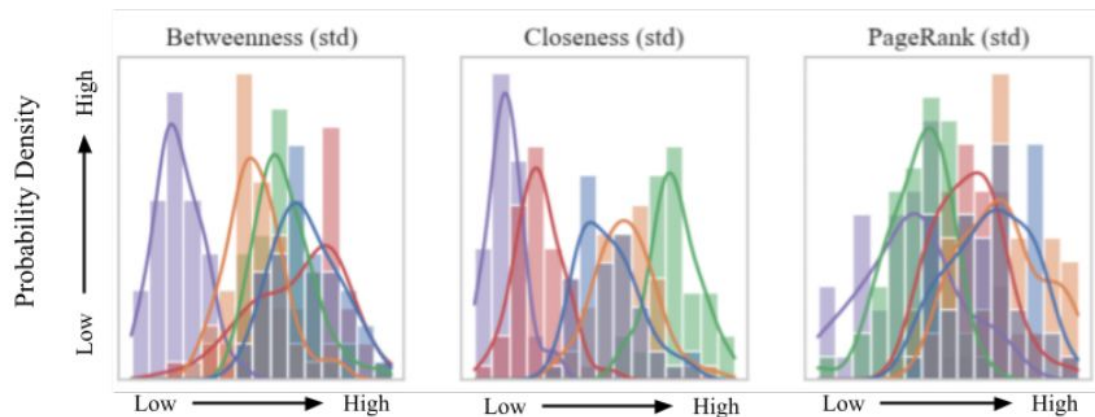 Betweenness (std)
Closeness (std)
PageRank (std)
Probability Density
Low
High
Low
High
Low
High
Low
High